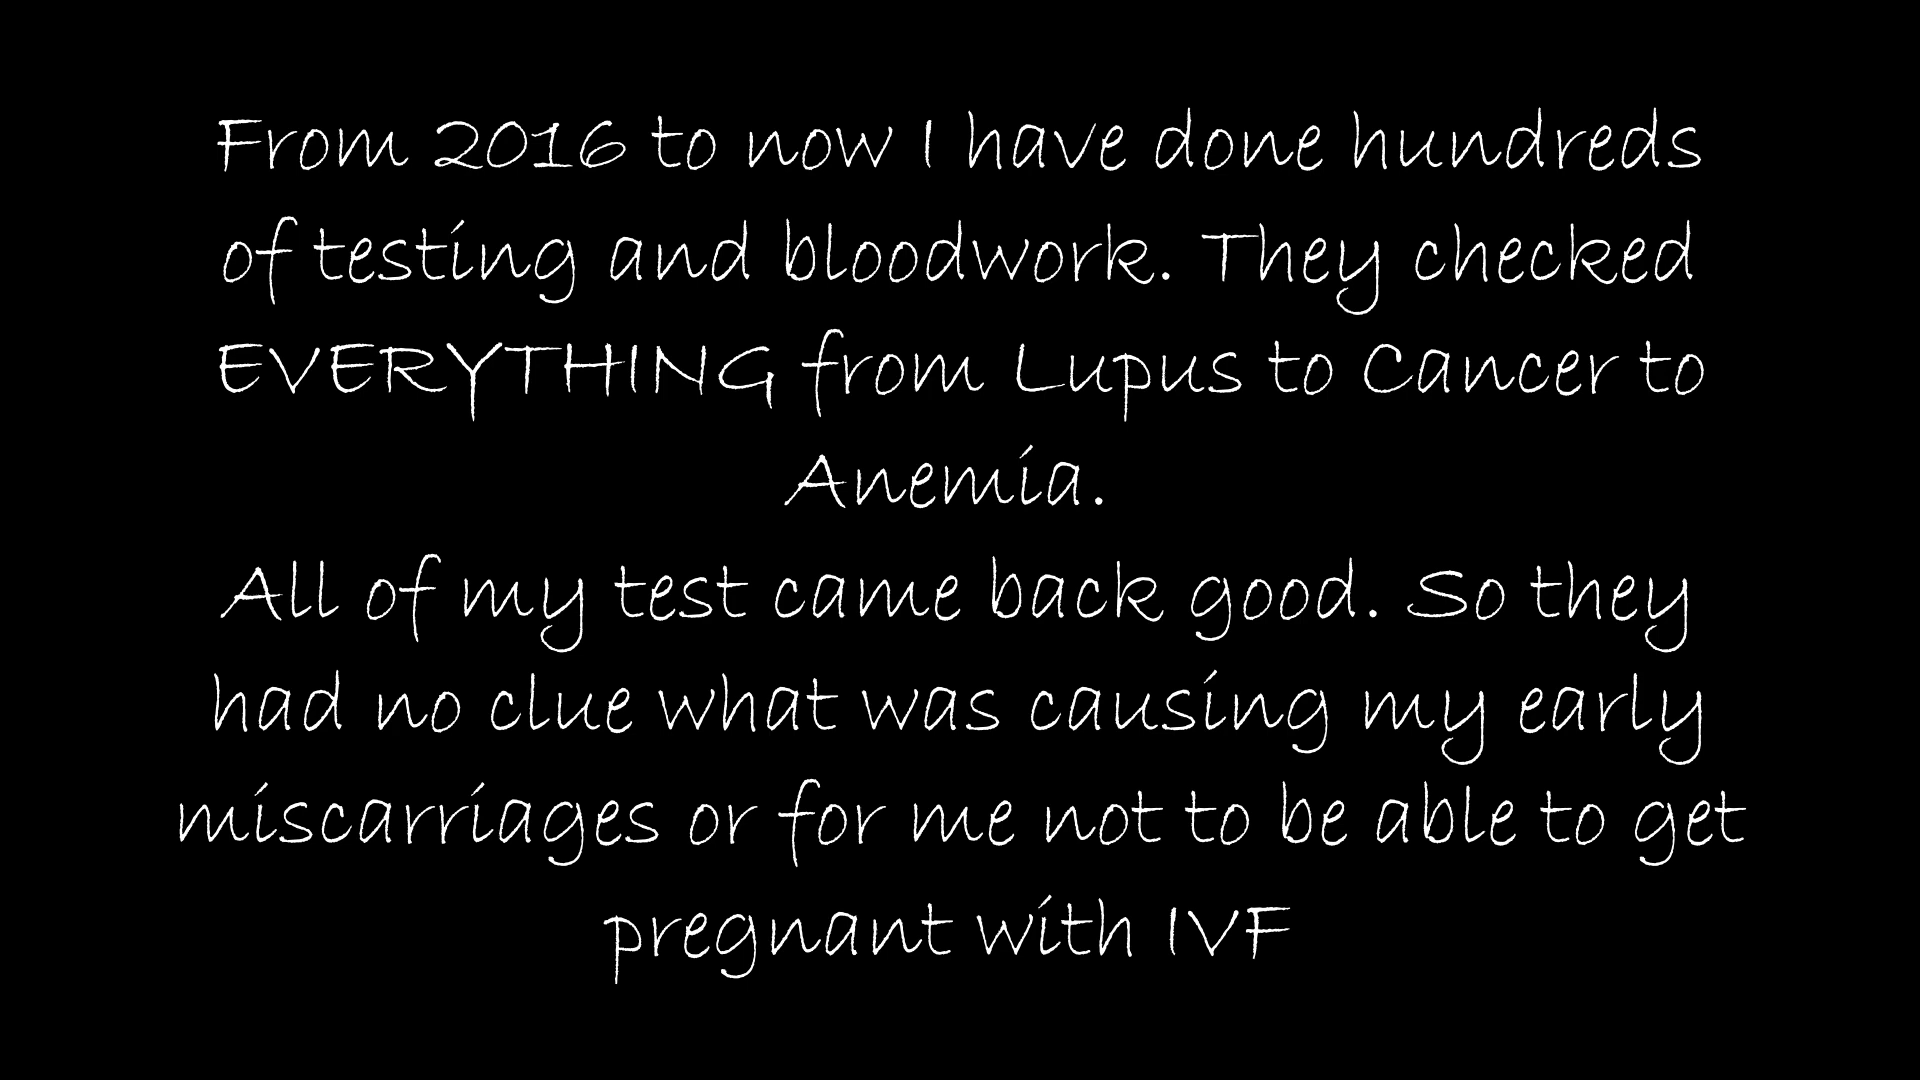 From 2016 to now I have done hundreds
of testing and bloodwork. They checked
EVERYTHING from Lupus to Cancer to
Anemia.
All of my test came back good. So they
had no clue what was causing my early
miscarriages or for me not to be able to get
pregnant with IVF